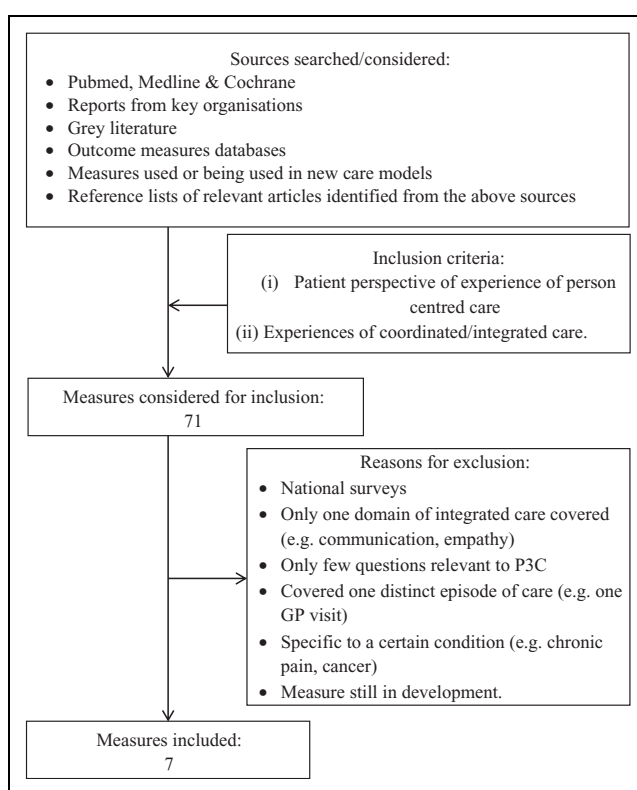 Sources searched/considered:
• Pubmed, Medline & Cochrane
• Reports from key organisations
• Grey literature
• Outcome measures databases
• Measures used or being used in new care models
• Reference lists of relevant articles identified from the above sources
Inclusion criteria:
(i) Patient perspective of experience of person
centred care
(ii) Experiences of coordinated/integrated care.
Measures considered for inclusion:
71
Reasons for exclusion:
• National surveys
• Only one domain of integrated care covered
(e.g. communication, empathy)
• Only few questions relevant to P3C
• Covered one distinct episode of care (e.g. one
GP visit)
• Specific to a certain condition (e.g. chronic
pain, cancer)
• Measure still in development.
Measures included:
7